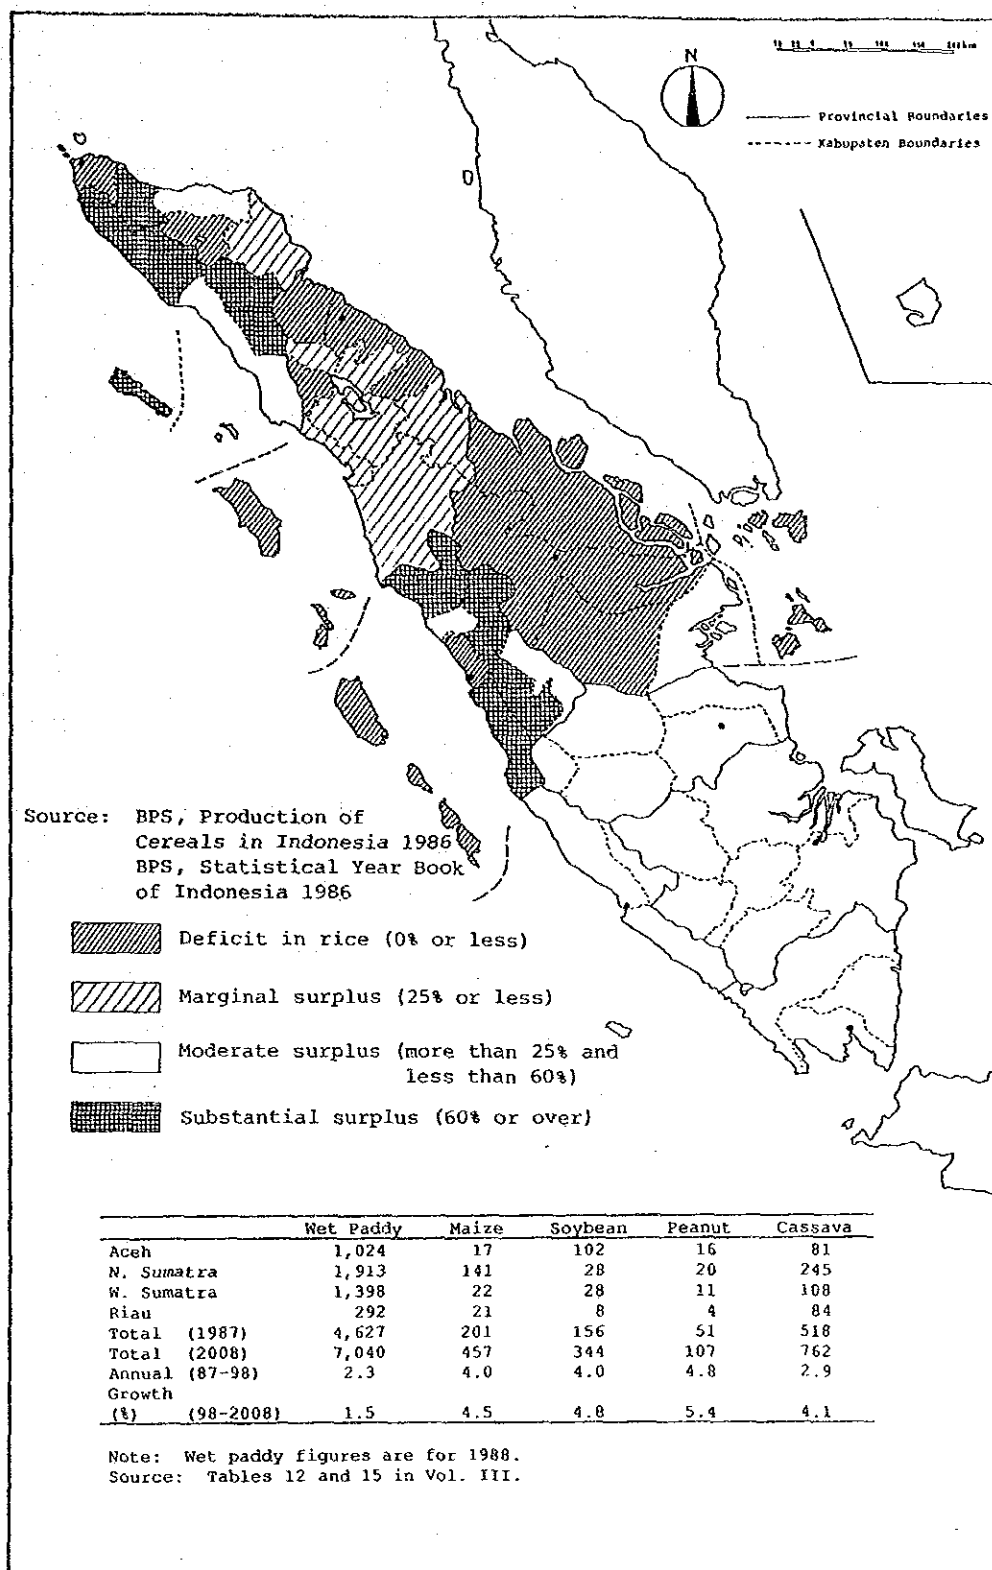 N
Provincial Boundaries
Kabupaten Boundaries
Source: BPS, Production of
Cereals in Indonesia 1986
BPS, Statistical Year Book
of Indonesia 1986
Deficit in rice (0% or less)
Marginal surplus (25% or less)
Moderate surplus (more than 25% and
less than 60%)
Substantial surplus (60% or over)
Wet Paddy Maize Soybean Peanut Cassava
Aceh 1,024 17 102 16 81
N. Sumatra 1,913 141 28 20 245
W. Sumatra 1,398 22 28 11 108
Riau 292 21 8 4 84
Total (1987) 4,627 201 156 51 518
Total (2008) 7,040 457 344 107 762
Annual (87-98) 2.3 4.0 4.0 4.8 2.9
Growth
(%) (98-2008) 1.5 4.5 4.8 5.4 4.1
Note: Wet paddy figures are for 1988.
Source: Tables 12 and 15 in Vol. III.